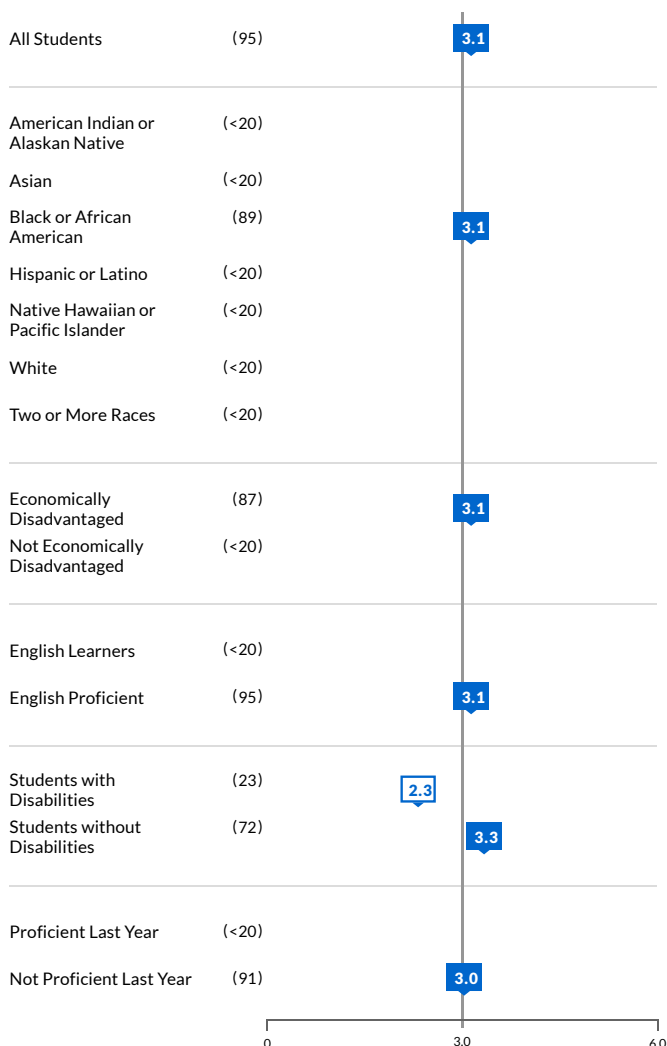 All Students (95) 3.1
American Indian or (<20)
Alaskan Native
Asian (<20)
Black or African (89) 3.1
American
Hispanic or Latino (<20)
Native Hawaiian or (<20)
Pacific Islander
White (<20)
Two or More Races (<20)
Economically (87) 3.1
Disadvantaged
Not Economically (<20)
Disadvantaged
English Learners (<20)
English Proficient (95) 3.1
Students with (23) 2.3
Disabilities
Students without (72) 3.3
Disabilities
Proficient Last Year (<20)
Not Proficient Last Year (91) 3.0
0 3.0 6.0